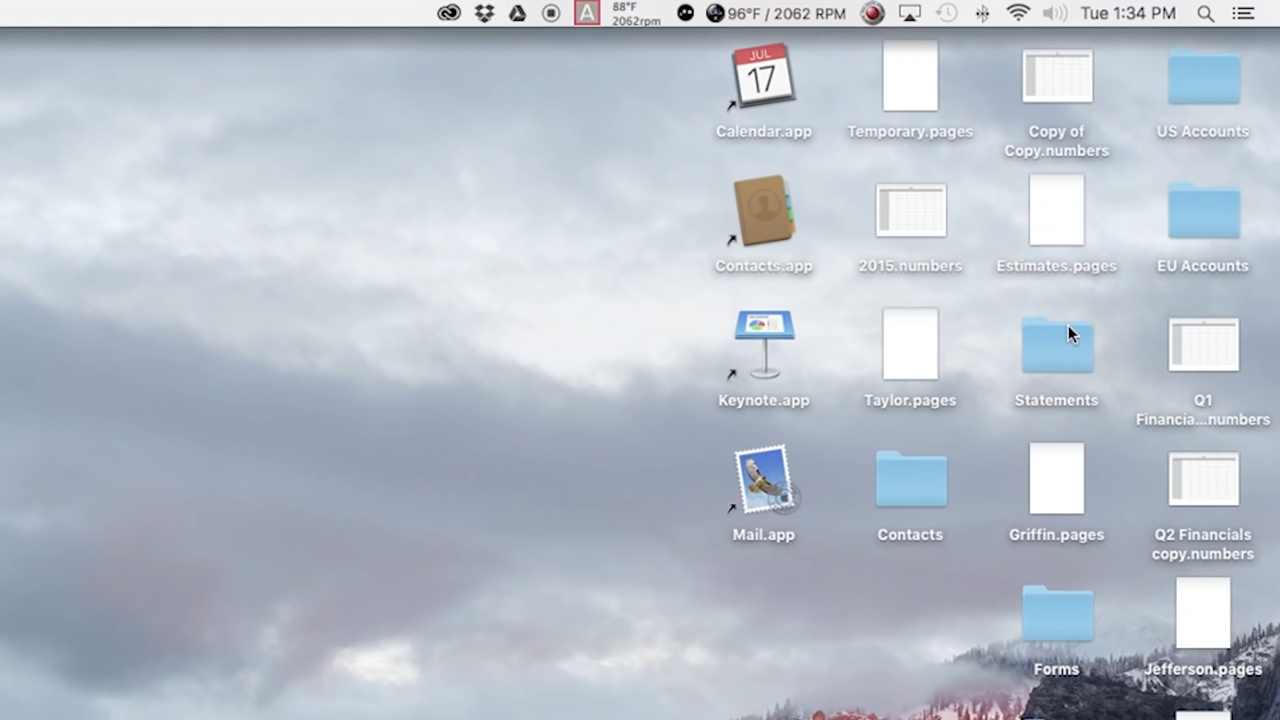 A
88°F
2062rpm
96°F / 2062 RPM
Tue 1:34 PM
JUL
17
Calendar.app
Temporary.pages
Copy of
Copy.numbers
US Accounts
Contacts.app
2015.numbers
Estimates.pages
EU Accounts
Keynote.app
Taylor.pages
Statements
Q1
Financia...numbers
Mail.app
Contacts
Griffin.pages
Q2 Financials
copy.numbers
Forms
Jefferson.pages